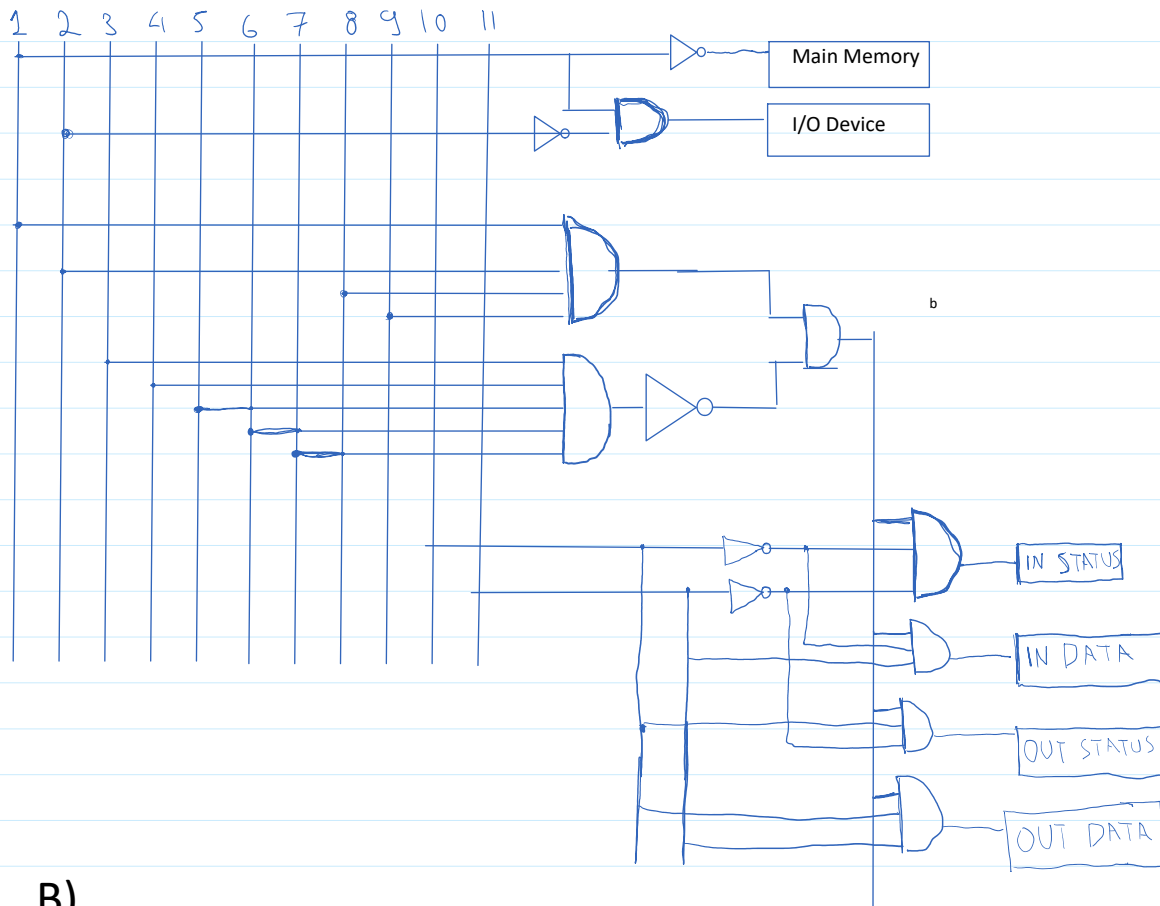 1 2 3 4 5 6 7 8 9 10 11
Main Memory
I/O Device
b
IN STATUS
IN DATA
OUT STATUS
OUT DATA
B)